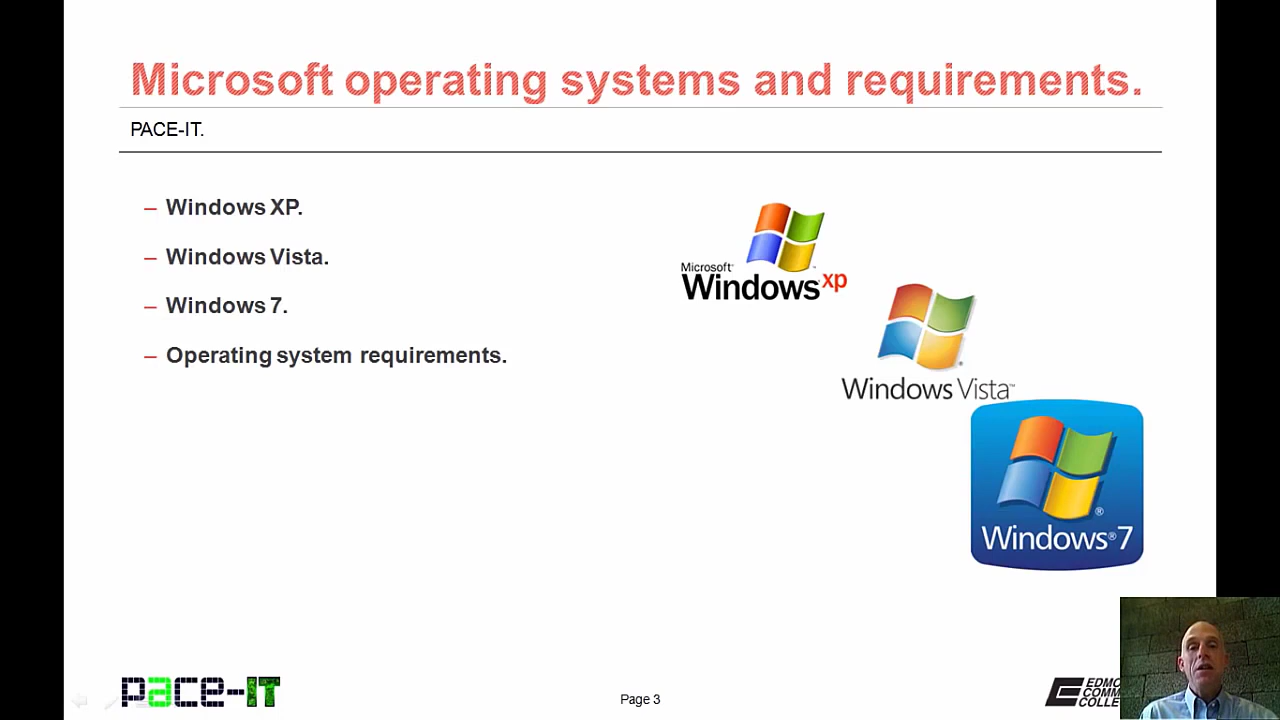 Microsoft operating systems and requirements.
PACE-IT.
– Windows XP.
– Windows Vista.
– Windows 7.
– Operating system requirements.
Microsoft
Windows xp
Windows Vista™
Windows® 7
pace-IT
Page 3
EDMO
COMM
COLLE